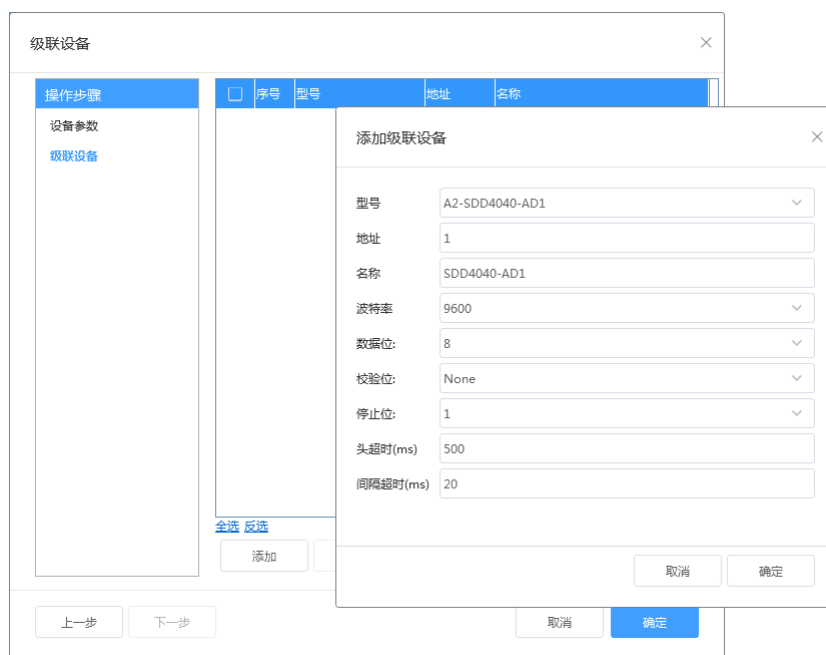 级联设备
操作步骤
设备参数
级联设备
序号 型号 地址 名称
全选 反选
添加
上一步 下一步 取消 确定
添加级联设备
型号 A2-SDD4040-AD1
地址 1
名称 SDD4040-AD1
波特率 9600
数据位: 8
校验位: None
停止位: 1
头超时(ms) 500
间隔超时(ms) 20
取消 确定